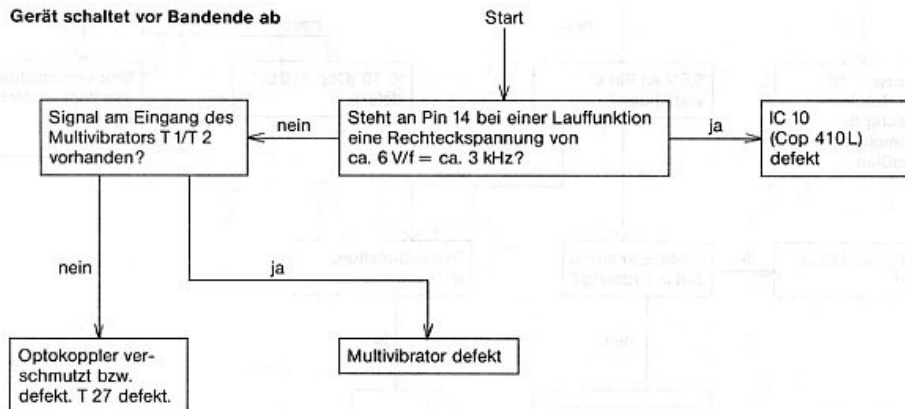 Gerät schaltet vor Bandende ab
Start
Signal am Eingang des
Multivibrators T 1/T 2
vorhanden?
nein
Steht an Pin 14 bei einer Lauffunktion
eine Rechteckspannung von
ca. 6 V/f = ca. 3 kHz?
ja
IC 10
(Cop 410 L)
defekt
nein
ja
Optokoppler ver-
schmutzt bzw.
defekt. T 27 defekt.
Multivibrator defekt